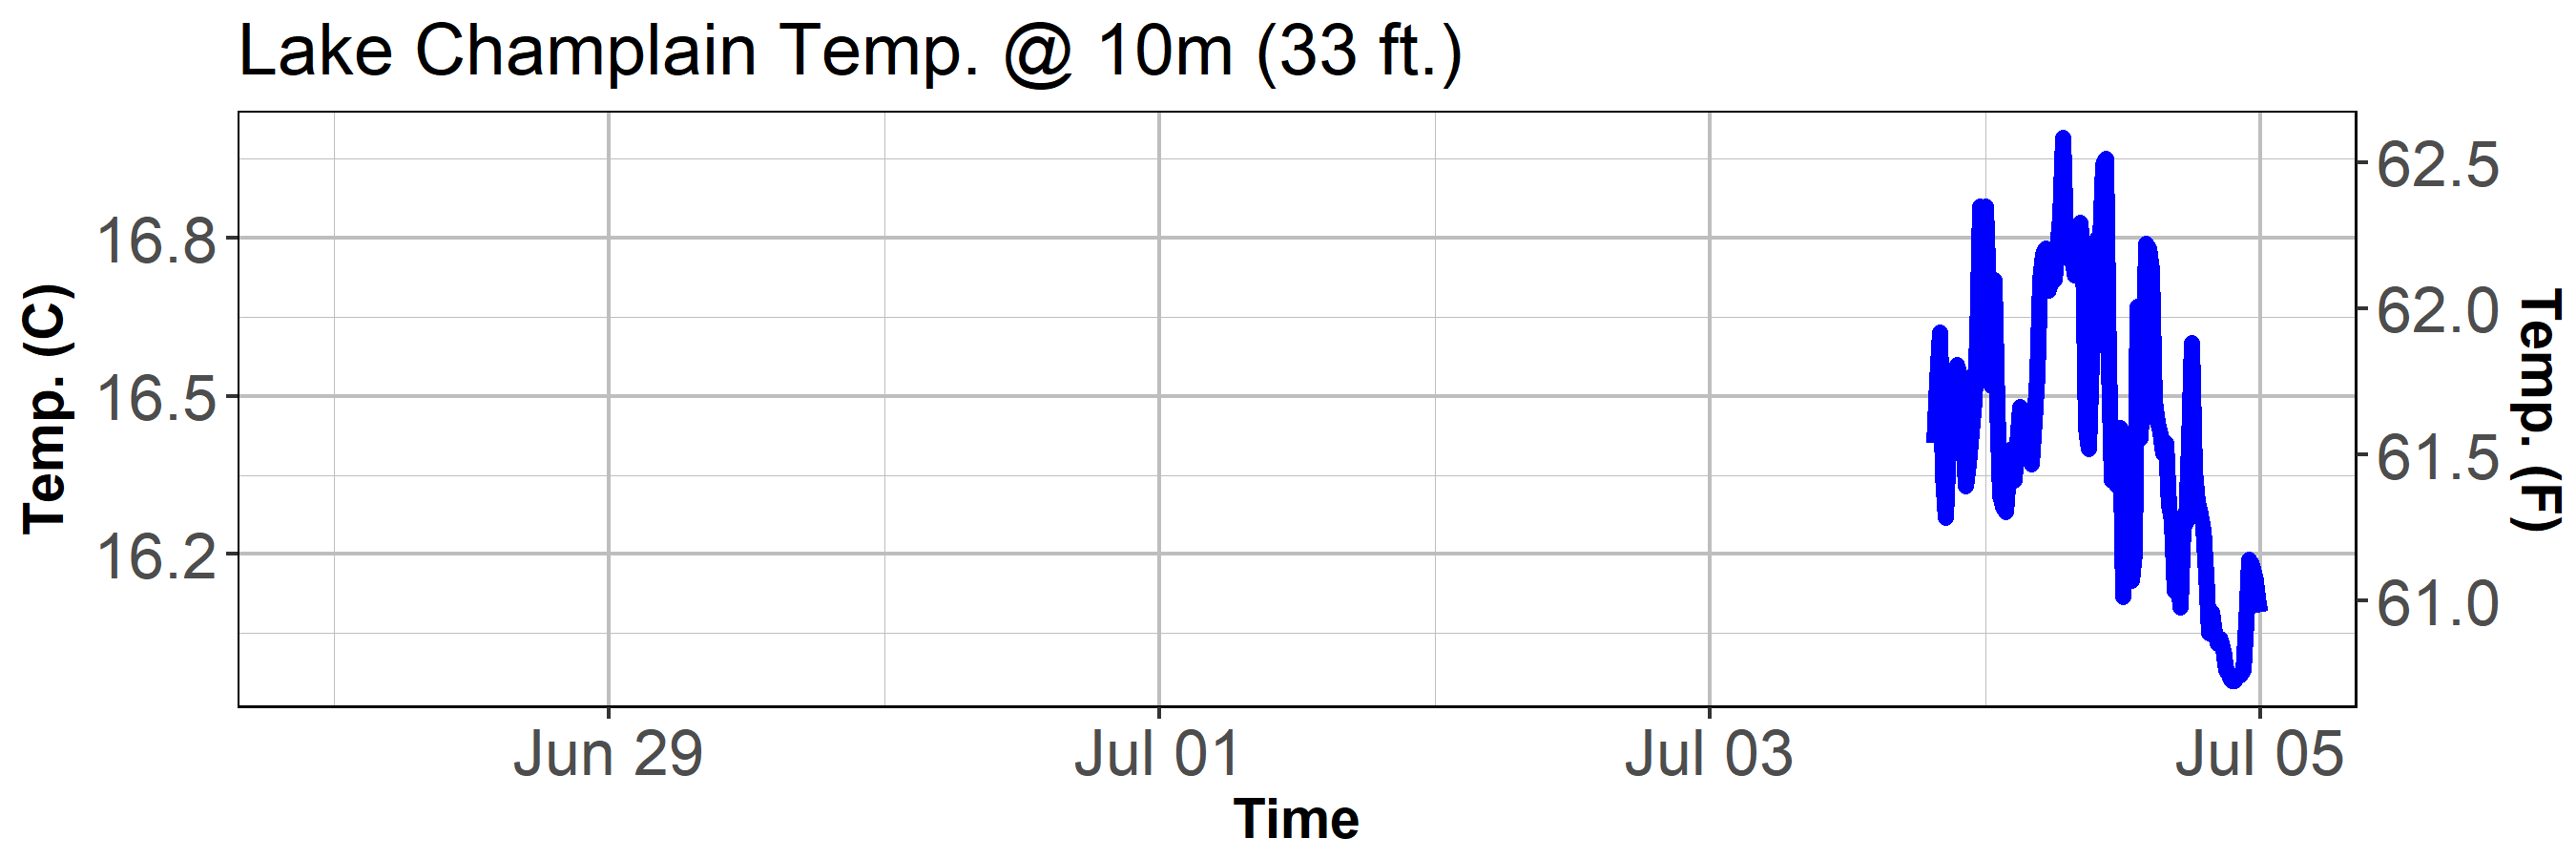 Lake Champlain Temp. @ 10m (33 ft.)
Temp. (C)
16.8
16.5
16.2
62.5
62.0
61.5
61.0
Temp. (F)
Jun 29 Jul 01 Jul 03 Jul 05
Time